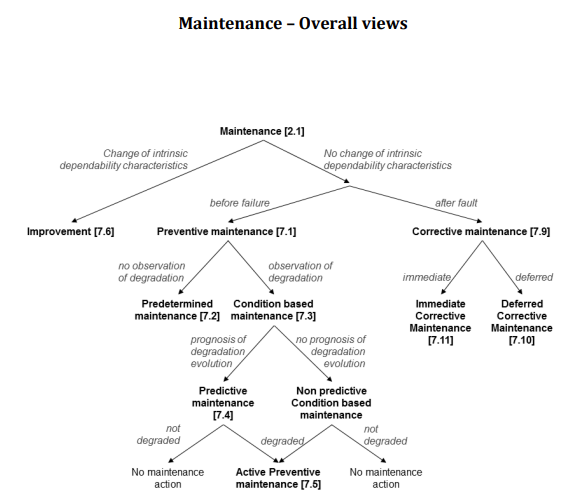 Maintenance – Overall views
Maintenance [2.1]
Change of intrinsic
dependability characteristics
No change of intrinsic
dependability characteristics
before failure
after fault
Improvement [7.6]
Preventive maintenance [7.1]
Corrective maintenance [7.9]
no observation
of degradation
observation of
degradation
immediate
deferred
Predetermined
maintenance [7.2]
Condition based
maintenance [7.3]
Immediate
Corrective
Maintenance
[7.11]
Deferred
Corrective
Maintenance
[7.10]
prognosis of
degradation
evolution
no prognosis of
degradation
evolution
Predictive
maintenance
[7.4]
Non predictive
Condition based
maintenance
not
degraded
degraded
not
degraded
No maintenance
action
Active Preventive
maintenance [7.5]
No maintenance
action